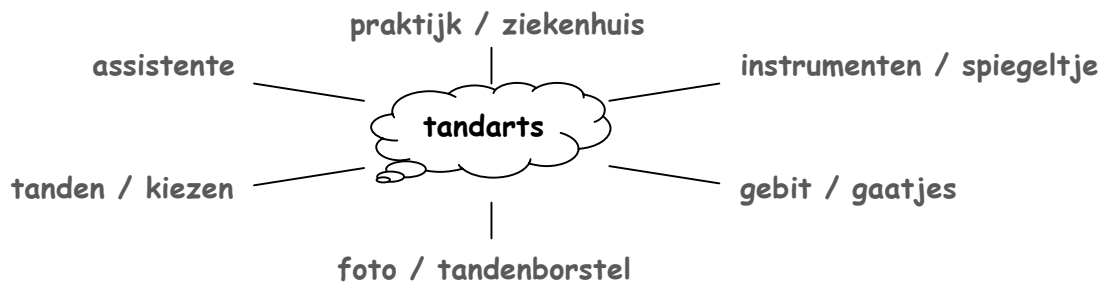 praktijk / ziekenhuis
assistente
instrumenten / spiegeltje
tandarts
tanden / kiezen
gebit / gaatjes
foto / tandenborstel